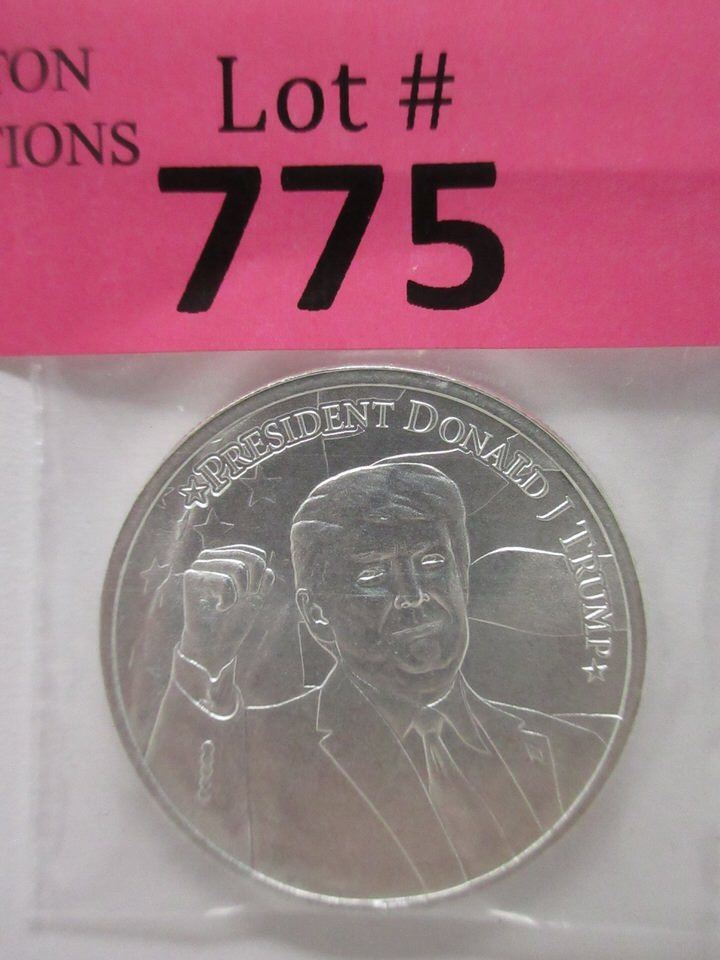 TON
TIONS
Lot #
775
PRESIDENT DONALD J TRUMP